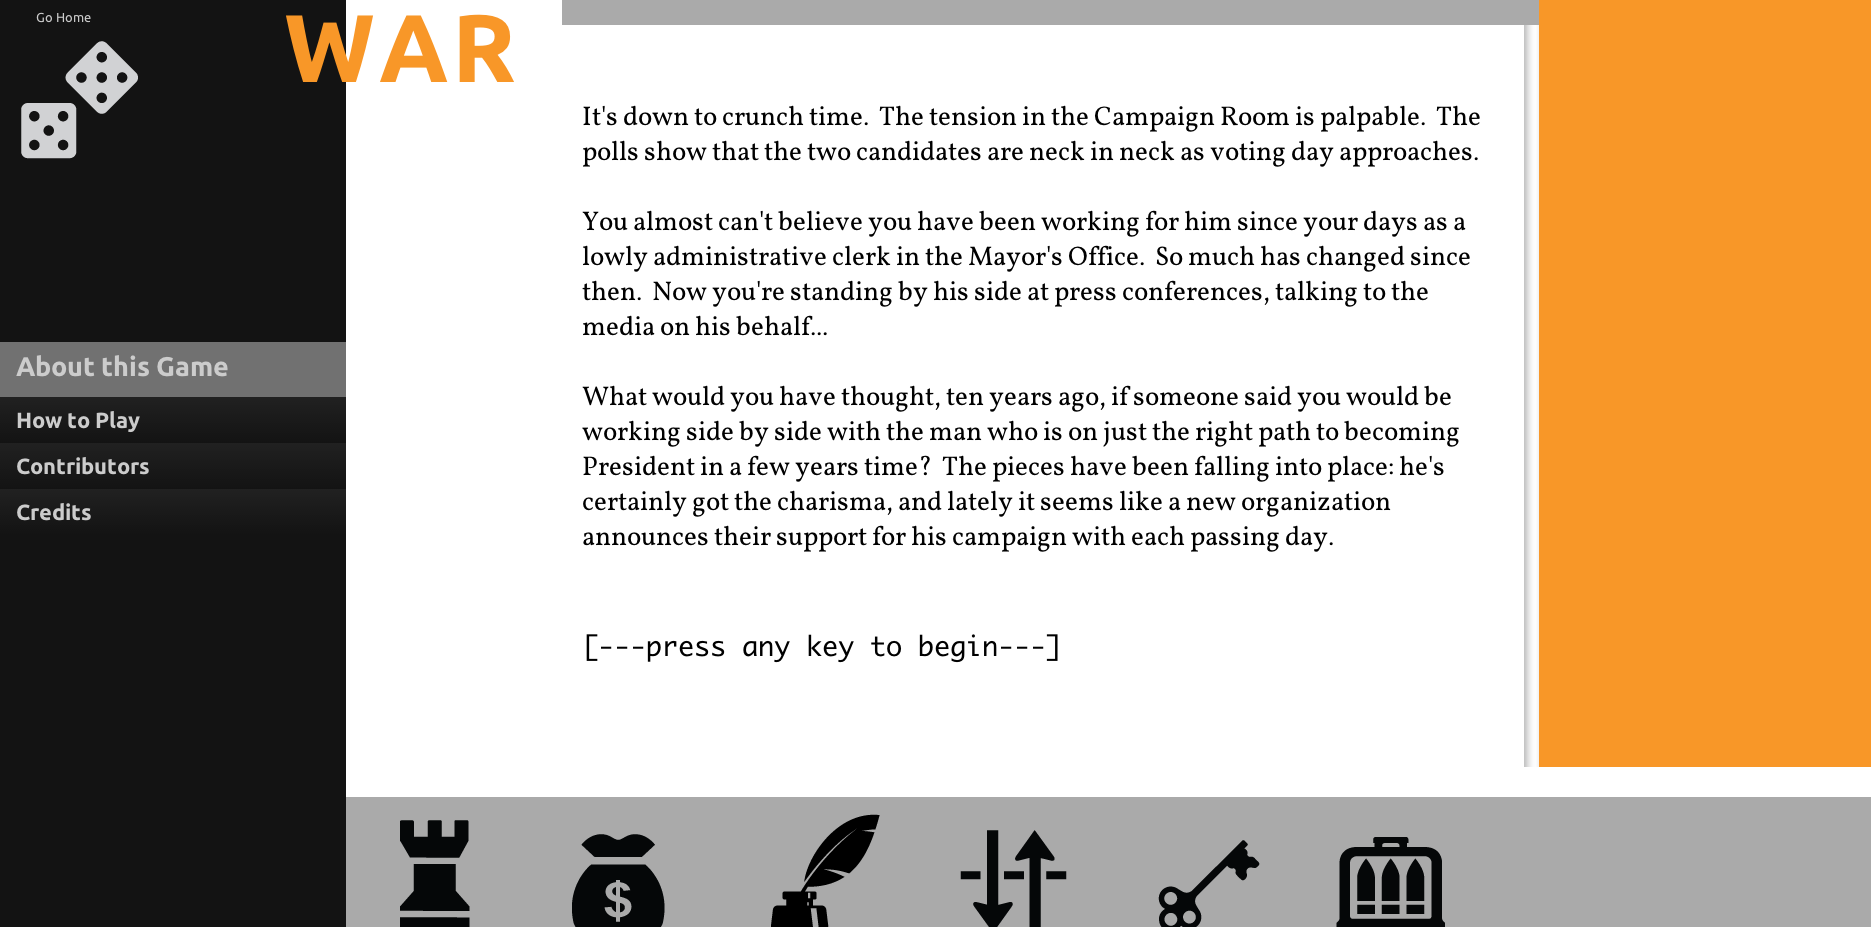 Go Home
WAR
About this Game
How to Play
Contributors
Credits
It's down to crunch time.  The tension in the Campaign Room is palpable.  The
polls show that the two candidates are neck in neck as voting day approaches.
You almost can't believe you have been working for him since your days as a
lowly administrative clerk in the Mayor's Office.  So much has changed since
then.  Now you're standing by his side at press conferences, talking to the
media on his behalf...
What would you have thought, ten years ago, if someone said you would be
working side by side with the man who is on just the right path to becoming
President in a few years time?  The pieces have been falling into place: he's
certainly got the charisma, and lately it seems like a new organization
announces their support for his campaign with each passing day.
[---press any key to begin---]
$